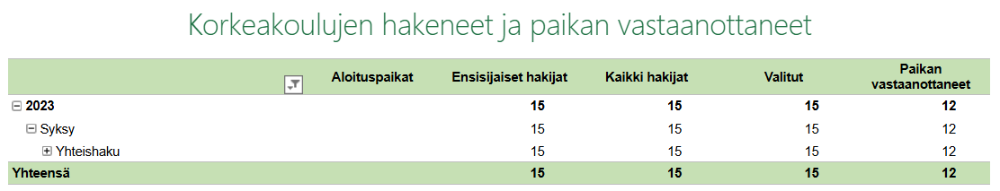 Korkeakoulujen hakeneet ja paikan vastaanottaneet
Aloituspaikat Ensisijaiset hakijat Kaikki hakijat Valitut Paikan
vastaanottaneet
2023 15 15 15 12
Syksy 15 15 15 12
Yhteishaku 15 15 15 12
Yhteensä 15 15 15 12